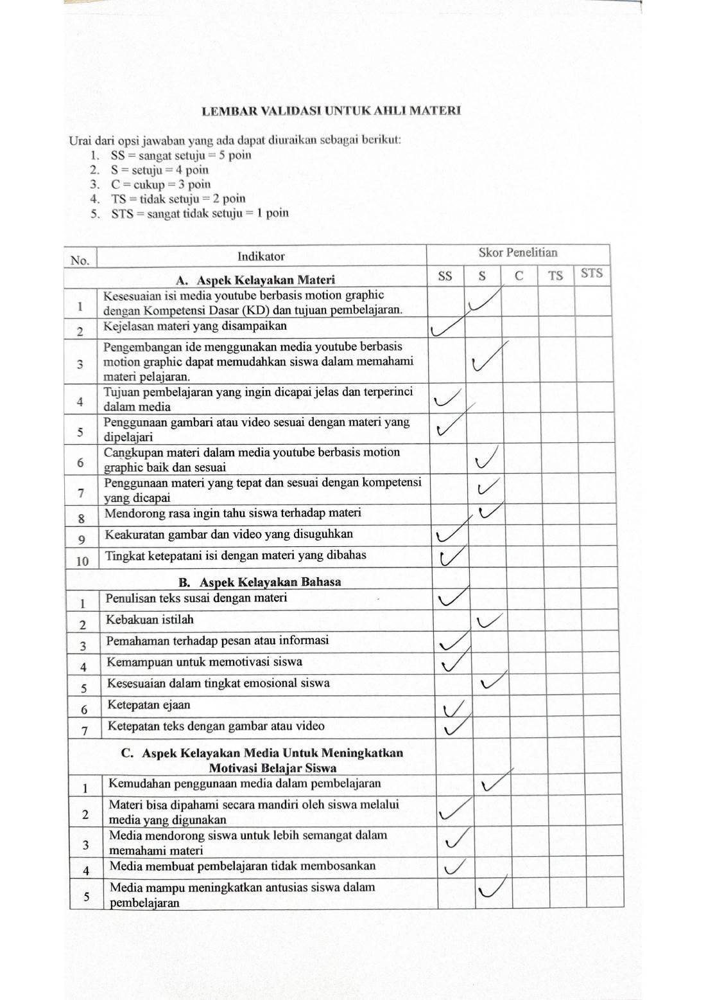 LEMBAR VALIDASI UNTUK AHLI MATERI
Urai dari opsi jawaban yang ada dapat diuraikan sebagai berikut:
1. SS = sangat setuju = 5 poin
2. S = setuju = 4 poin
3. C = cukup = 3 poin
4. TS = tidak setuju = 2 poin
5. STS = sangat tidak setuju = 1 poin
No. Indikator Skor Penelitian
A. Aspek Kelayakan Materi SS S C TS STS
1 Kesesuaian isi media youtube berbasis motion graphic
dengan Kompetensi Dasar (KD) dan tujuan pembelajaran. ✓
2 Kejelasan materi yang disampaikan ✓
Pengembangan ide menggunakan media youtube berbasis
3 motion graphic dapat memudahkan siswa dalam memahami ✓
materi pelajaran.
4 Tujuan pembelajaran yang ingin dicapai jelas dan terperinci ✓
dalam media
5 Penggunaan gambari atau video sesuai dengan materi yang ✓
dipelajari
6 Cangkupan materi dalam media youtube berbasis motion ✓
graphic baik dan sesuai
7 Penggunaan materi yang tepat dan sesuai dengan kompetensi ✓
yang dicapai
8 Mendorong rasa ingin tahu siswa terhadap materi ✓
9 Keakuratan gambar dan video yang disuguhkan ✓
10 Tingkat ketepatani isi dengan materi yang dibahas ✓
B. Aspek Kelayakan Bahasa
1 Penulisan teks susai dengan materi ✓
2 Kebakuan istilah ✓
3 Pemahaman terhadap pesan atau informasi ✓
4 Kemampuan untuk memotivasi siswa ✓
5 Kesesuaian dalam tingkat emosional siswa ✓
6 Ketepatan ejaan ✓
7 Ketepatan teks dengan gambar atau video ✓
C. Aspek Kelayakan Media Untuk Meningkatkan
Motivasi Belajar Siswa
1 Kemudahan penggunaan media dalam pembelajaran ✓
2 Materi bisa dipahami secara mandiri oleh siswa melalui ✓
media yang digunakan
3 Media mendorong siswa untuk lebih semangat dalam ✓
memahami materi
4 Media membuat pembelajaran tidak membosankan ✓
5 Media mampu meningkatkan antusias siswa dalam ✓
pembelajaran